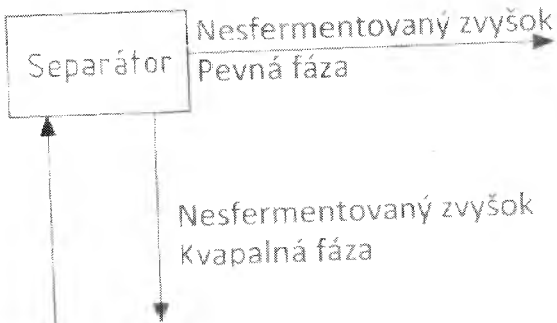 Nesfermentovaný zvyšok
Separátor
Pevná fáza
Nesfermentovaný zvyšok
Kvapalná fáza